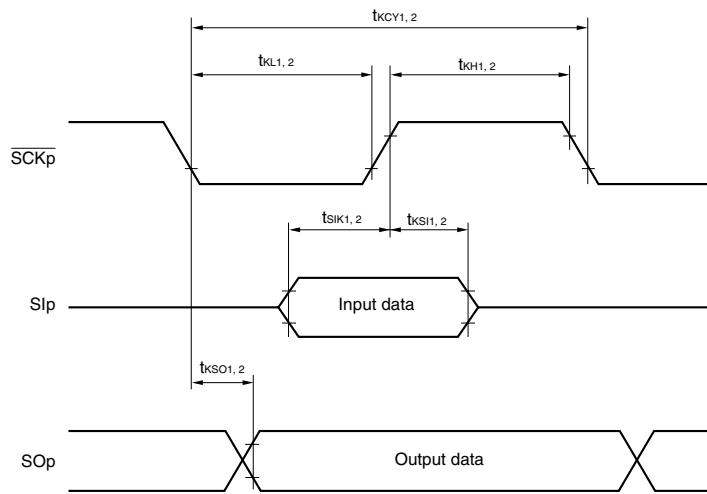 tKCY1, 2
tKL1, 2
tKH1, 2
SCKp
tSIK1, 2
tKSI1, 2
SIp
Input data
tKSO1, 2
SOp
Output data